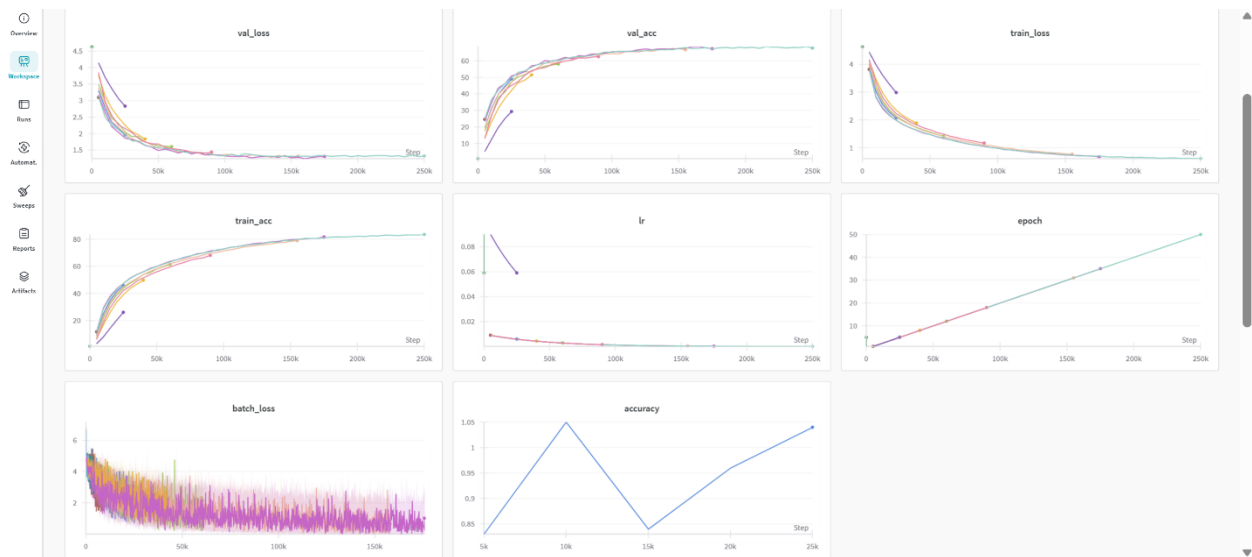 Overview
Workspace
Runs
Automat.
Sweeps
Reports
Artifacts
val_loss
4.5
4
3.5
3
2.5
2
1.5
Step
0 50k 100k 150k 200k 250k
val_acc
60
50
40
30
20
10
Step
0 50k 100k 150k 200k 250k
train_loss
4
3
2
1
Step
0 50k 100k 150k 200k 250k
train_acc
80
60
40
20
Step
0 50k 100k 150k 200k 250k
lr
0.08
0.06
0.04
0.02
Step
0 50k 100k 150k 200k 250k
epoch
50
40
30
20
10
Step
50k 100k 150k 200k 250k
batch_loss
6
4
2
0 50k 100k 150k
accuracy
1.05
1
0.95
0.9
0.85
Step
5k 10k 15k 20k 25k